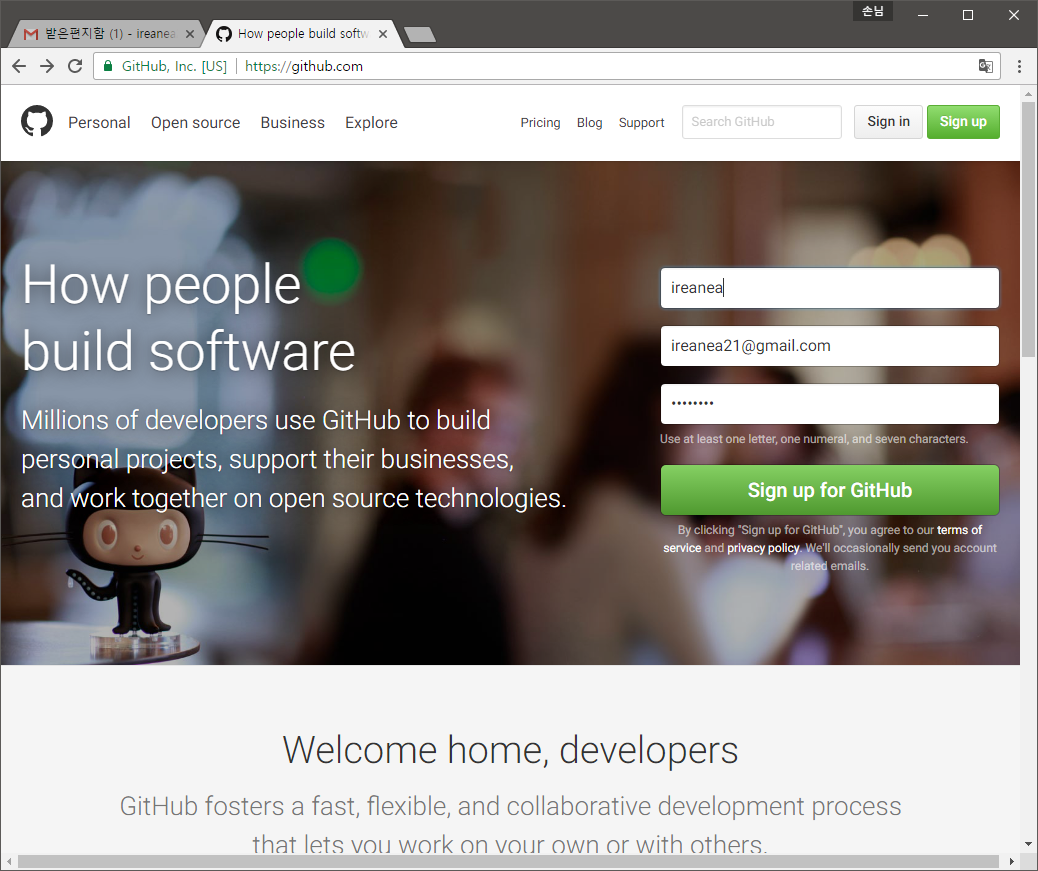 손님
받은편지함 (1) - ireanea
How people build softw
GitHub, Inc. [US]
https://github.com
Personal
Open source
Business
Explore
Pricing
Blog
Support
Search GitHub
Sign in
Sign up
How people
build software
Millions of developers use GitHub to build
personal projects, support their businesses,
and work together on open source technologies.
ireanea
ireanea21@gmail.com
••••••••
Use at least one letter, one numeral, and seven characters.
Sign up for GitHub
By clicking "Sign up for GitHub", you agree to our terms of
service and privacy policy. We'll occasionally send you account
related emails.
Welcome home, developers
GitHub fosters a fast, flexible, and collaborative development process
that lets you work on your own or with others.